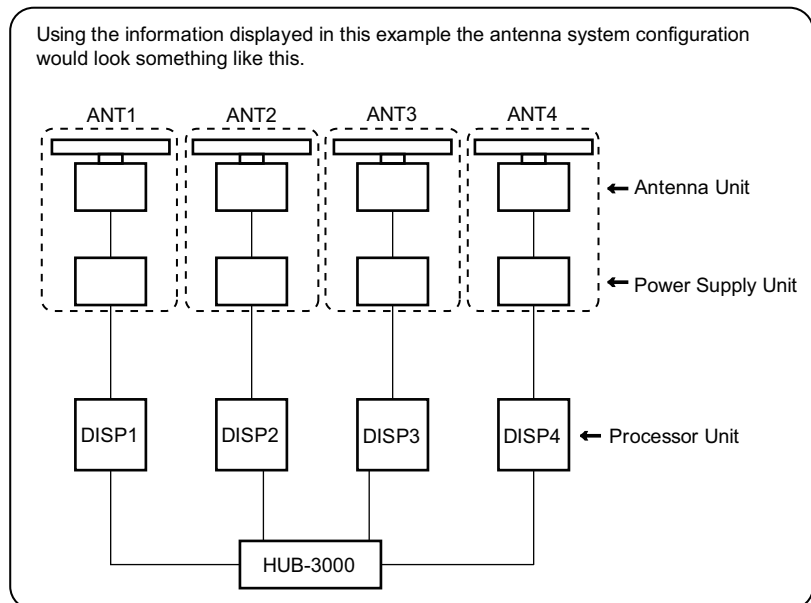 Using the information displayed in this example the antenna system configuration
would look something like this.
ANT1 ANT2 ANT3 ANT4
Antenna Unit
Power Supply Unit
DISP1 DISP2 DISP3 DISP4 Processor Unit
HUB-3000